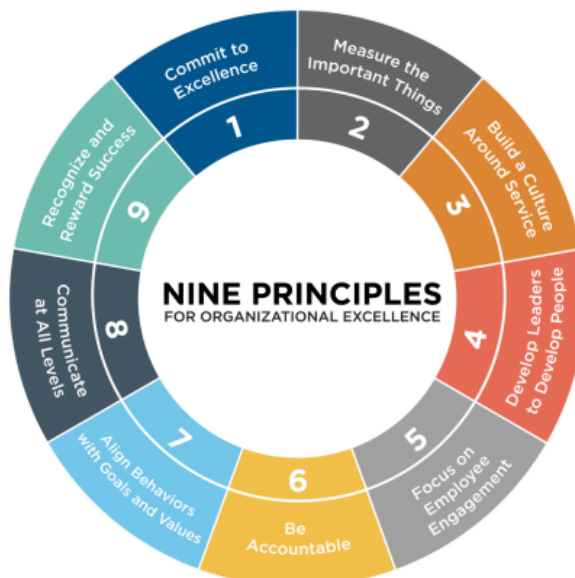 NINE PRINCIPLES
FOR ORGANIZATIONAL EXCELLENCE
Commit to
Excellence
1
Measure the
Important Things
2
Build a Culture
Around Service
3
Develop Leaders
to Develop People
4
Focus on
Employee
Engagement
5
Be
Accountable
6
Align Behaviors
with Goals and Values
7
Communicate
at All Levels
8
Recognize and
Reward Success
9